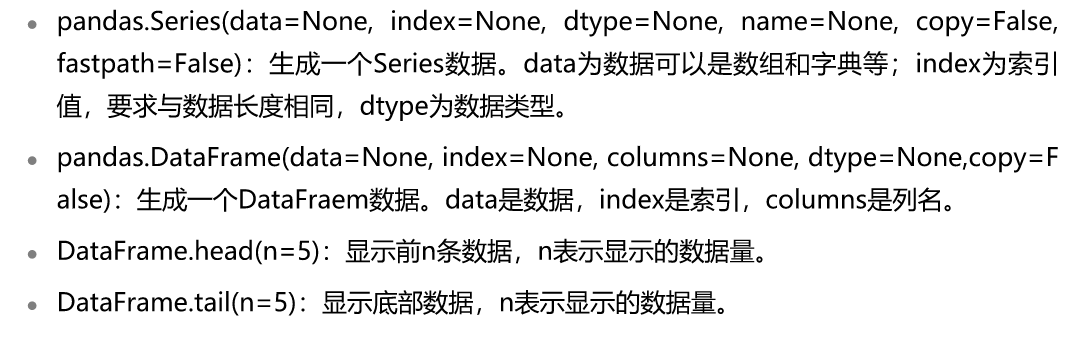 pandas.Series(data=None, index=None, dtype=None, name=None, copy=False,
fastpath=False)：生成一个Series数据。data为数据可以是数组和字典等；index为索引
值，要求与数据长度相同，dtype为数据类型。
pandas.DataFrame(data=None, index=None, columns=None, dtype=None,copy=F
alse)：生成一个DataFraem数据。data是数据，index是索引，columns是列名。
DataFrame.head(n=5)：显示前n条数据，n表示显示的数据量。
DataFrame.tail(n=5)：显示底部数据，n表示显示的数据量。